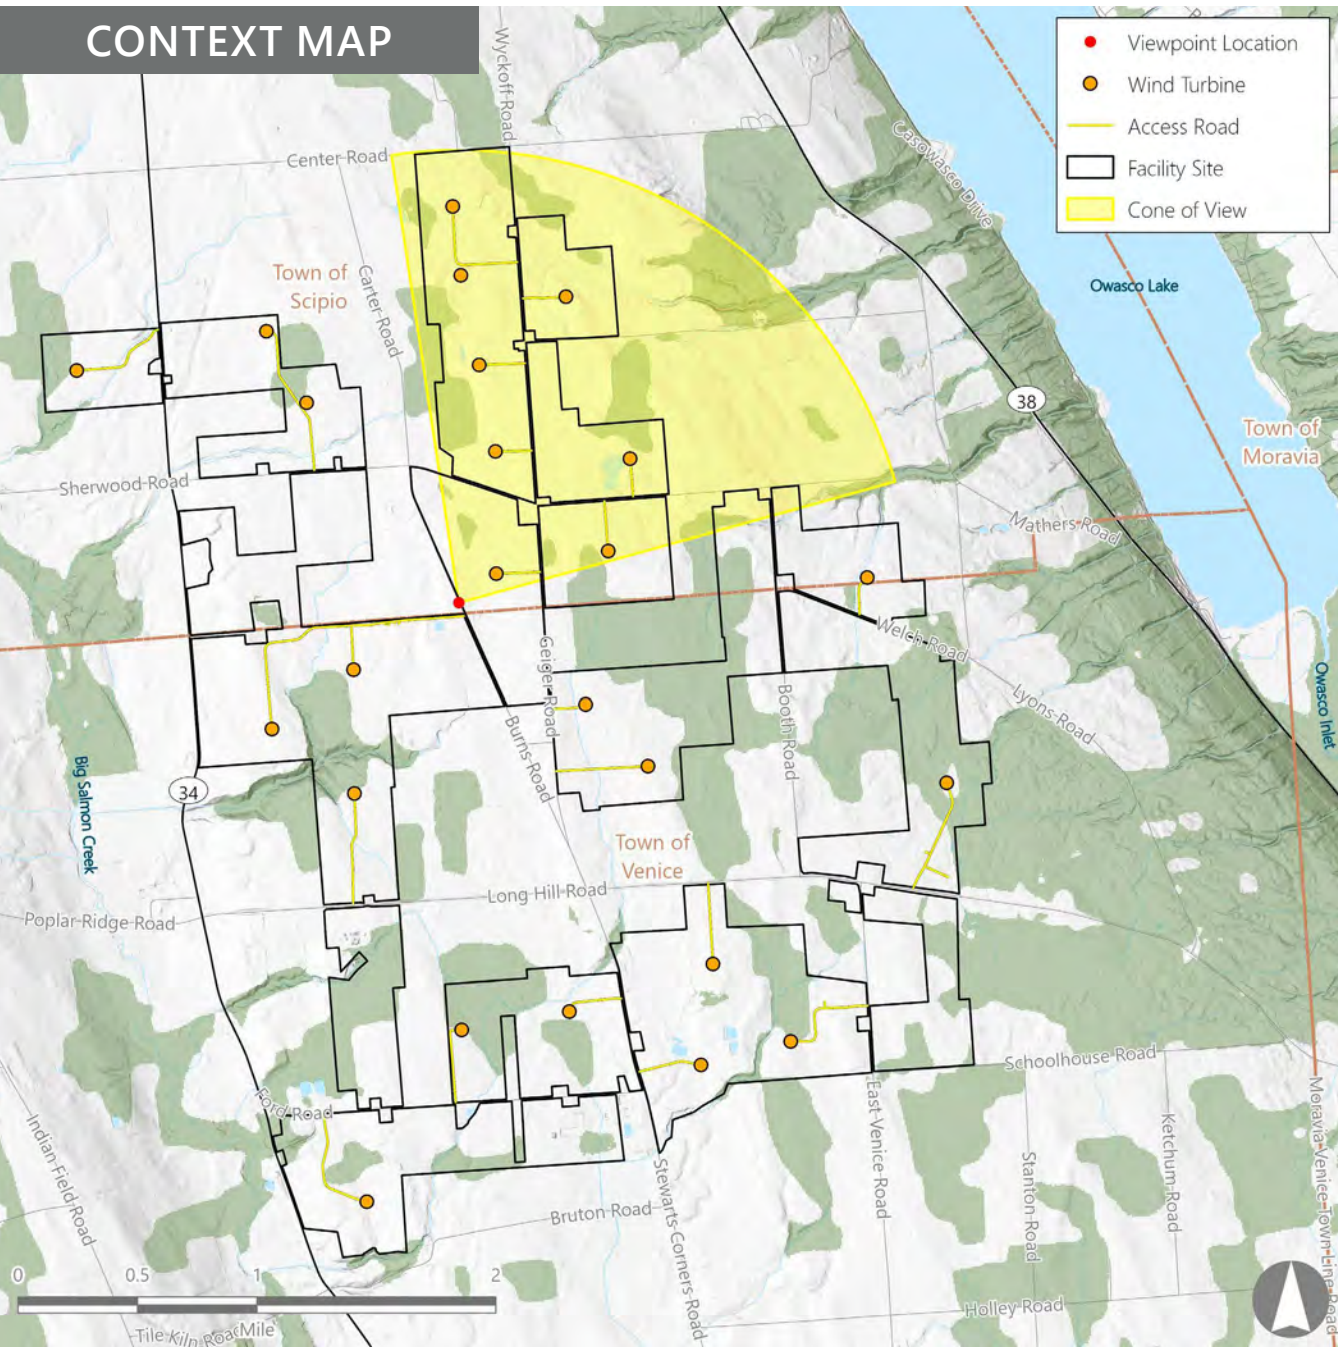 CONTEXT MAP
Viewpoint Location
Wind Turbine
Access Road
Facility Site
Cone of View
Wyckoff Road
Center Road
Casowasco Drive
Town of
Scipio
Carter Road
Owasco Lake
38
Town of
Moravia
Sherwood Road
Mathers Road
Welch Road
Geiger Road
Lyons Road
Owasco Inlet
Booth Road
Burns Road
Big Salmon Creek
34
Town of
Venice
Long Hill Road
Poplar Ridge Road
Schoolhouse Road
Ford Road
East Venice Road
Indian Field Road
Ketchum Road
Stanton Road
Moravia-Venice Town Line Road
Stewarts Corners Road
Bruton Road
Holley Road
0 0.5 1 2
Mile
Tile Kiln Road